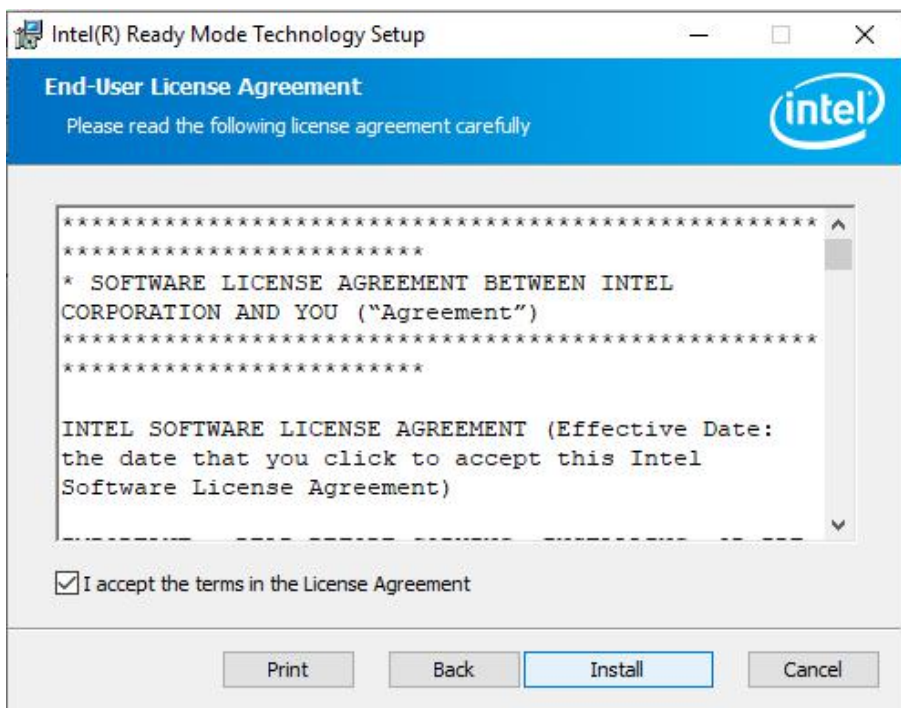 Intel(R) Ready Mode Technology Setup
End-User License Agreement
Please read the following license agreement carefully
intel
*****************************************************
*************************
* SOFTWARE LICENSE AGREEMENT BETWEEN INTEL
CORPORATION AND YOU (“Agreement”)
*****************************************************
*************************
INTEL SOFTWARE LICENSE AGREEMENT (Effective Date:
the date that you click to accept this Intel
Software License Agreement)
I accept the terms in the License Agreement
Print Back Install Cancel